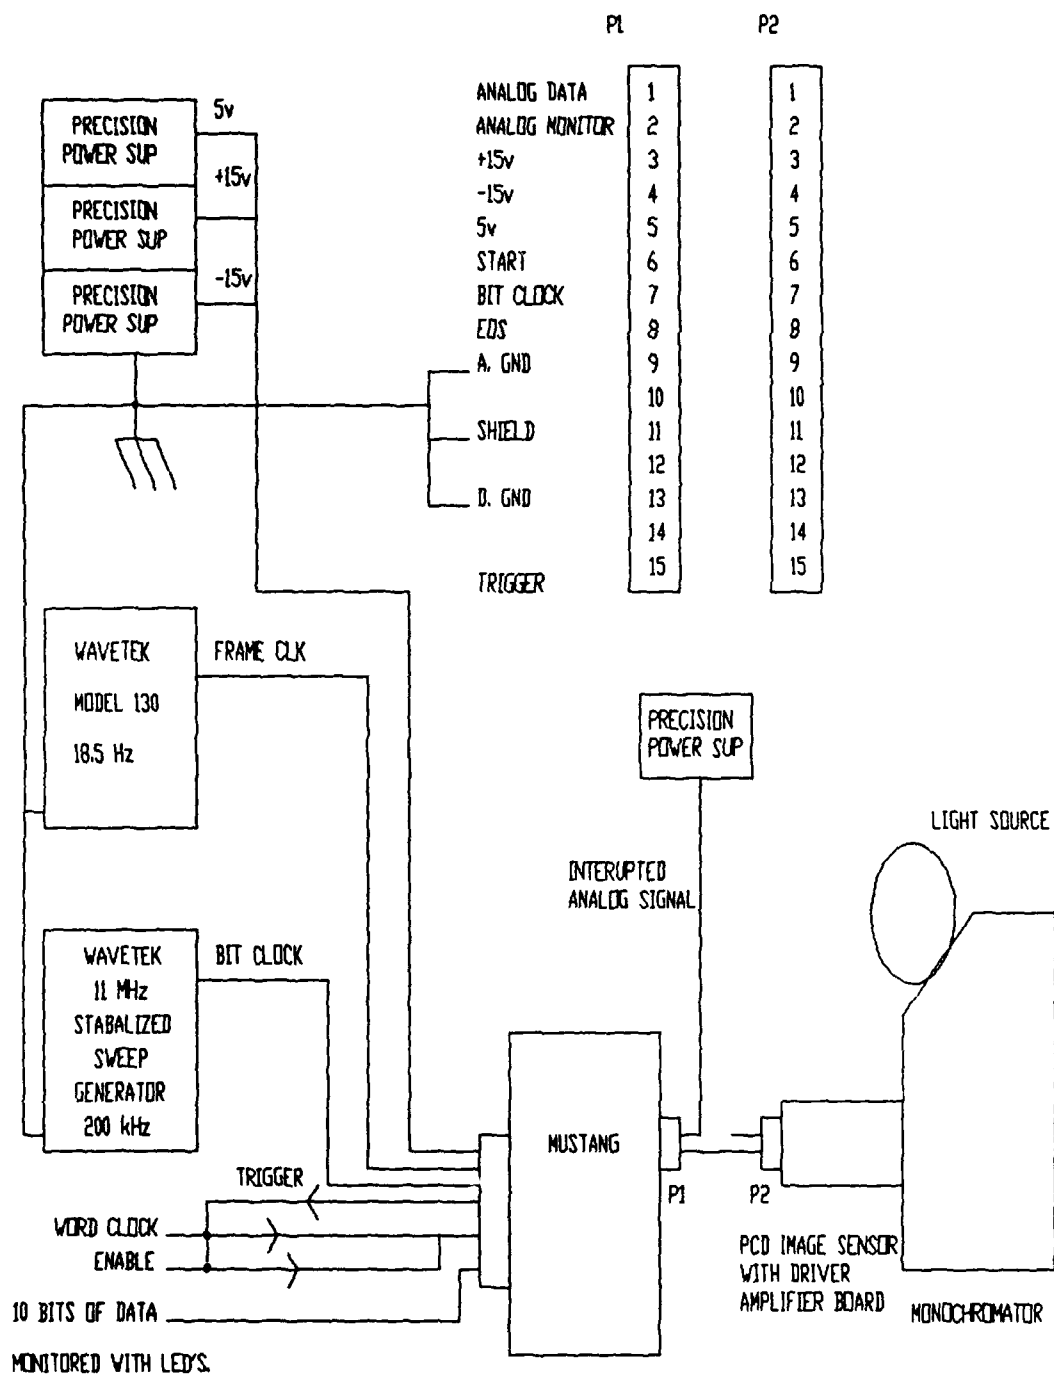 P1 P2
ANALOG DATA 1 1
ANALOG MONITOR 2 2
+15v 3 3
-15v 4 4
5v 5 5
START 6 6
BIT CLOCK 7 7
EOS 8 8
A. GND 9 9
10 10
SHIELD 11 11
12 12
D. GND 13 13
14 14
TRIGGER 15 15
PRECISION
POWER SUP
5v
PRECISION
POWER SUP
+15v
PRECISION
POWER SUP
-15v
WAVETEK
MODEL 130
18.5 Hz
FRAME CLK
WAVETEK
11 MHz
STABALIZED
SWEEP
GENERATOR
200 kHz
BIT CLOCK
PRECISION
POWER SUP
INTERUPTED
ANALOG SIGNAL
LIGHT SOURCE
MUSTANG
P1
P2
TRIGGER
WORD CLOCK
ENABLE
10 BITS OF DATA
MONITORED WITH LED'S.
PCD IMAGE SENSOR
WITH DRIVER
AMPLIFIER BOARD
MONOCHROMATOR